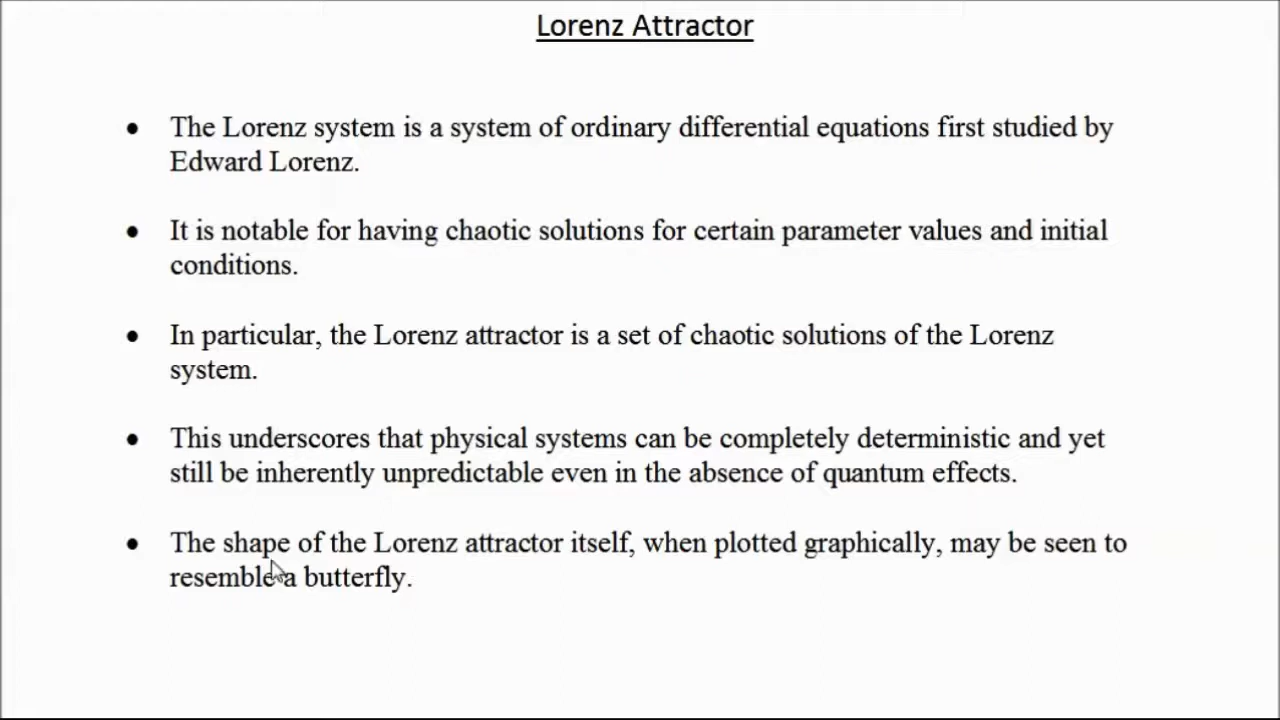 Lorenz Attractor
• The Lorenz system is a system of ordinary differential equations first studied by
Edward Lorenz.
• It is notable for having chaotic solutions for certain parameter values and initial
conditions.
• In particular, the Lorenz attractor is a set of chaotic solutions of the Lorenz
system.
• This underscores that physical systems can be completely deterministic and yet
still be inherently unpredictable even in the absence of quantum effects.
• The shape of the Lorenz attractor itself, when plotted graphically, may be seen to
resemble a butterfly.